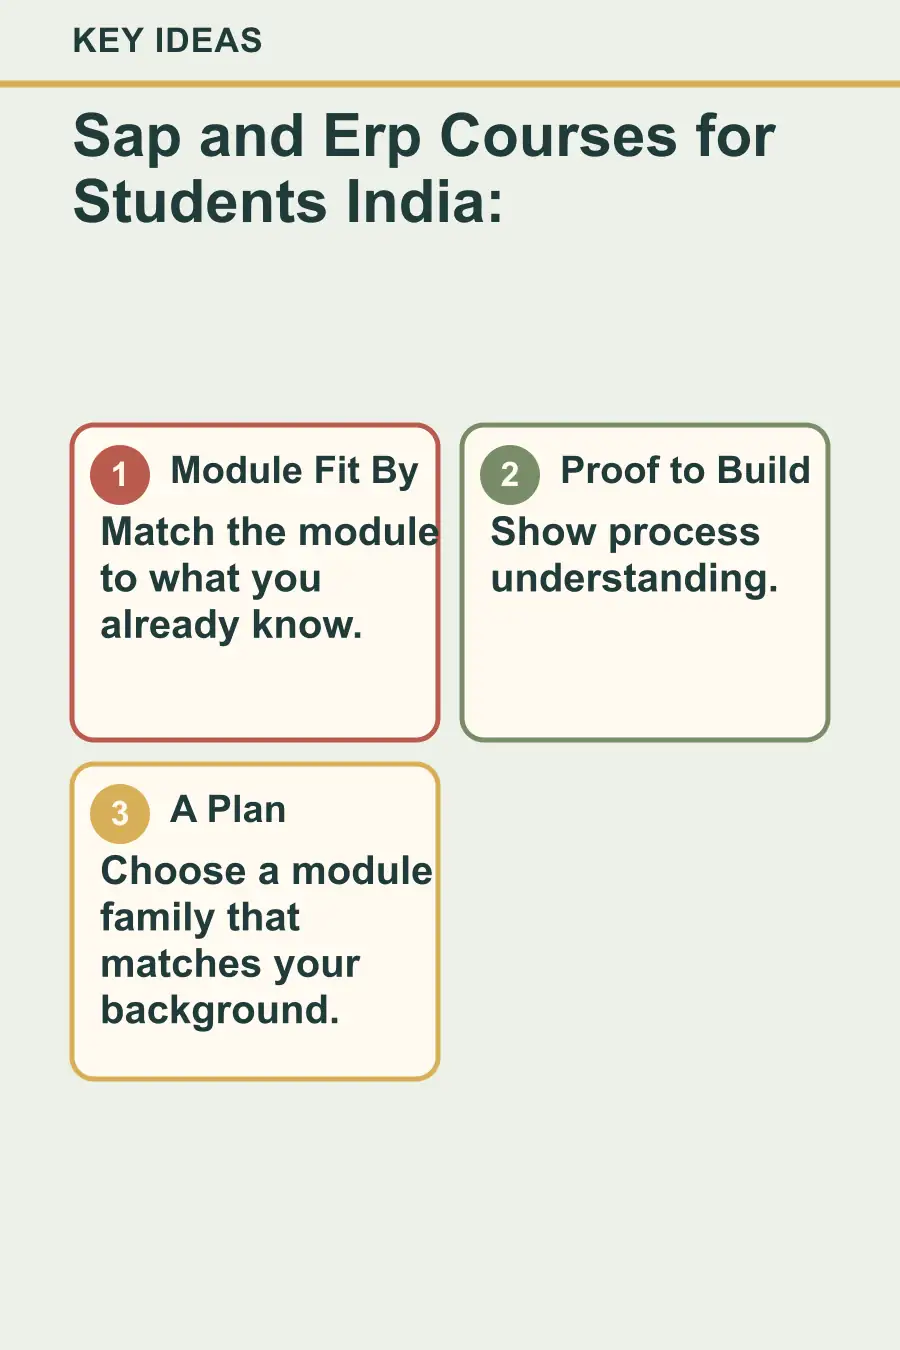 KEY IDEAS
Sap and Erp Courses for
Students India:
1 Module Fit By
Match the module
to what you
already know.
2 Proof to Build
Show process
understanding.
3 A Plan
Choose a module
family that
matches your
background.